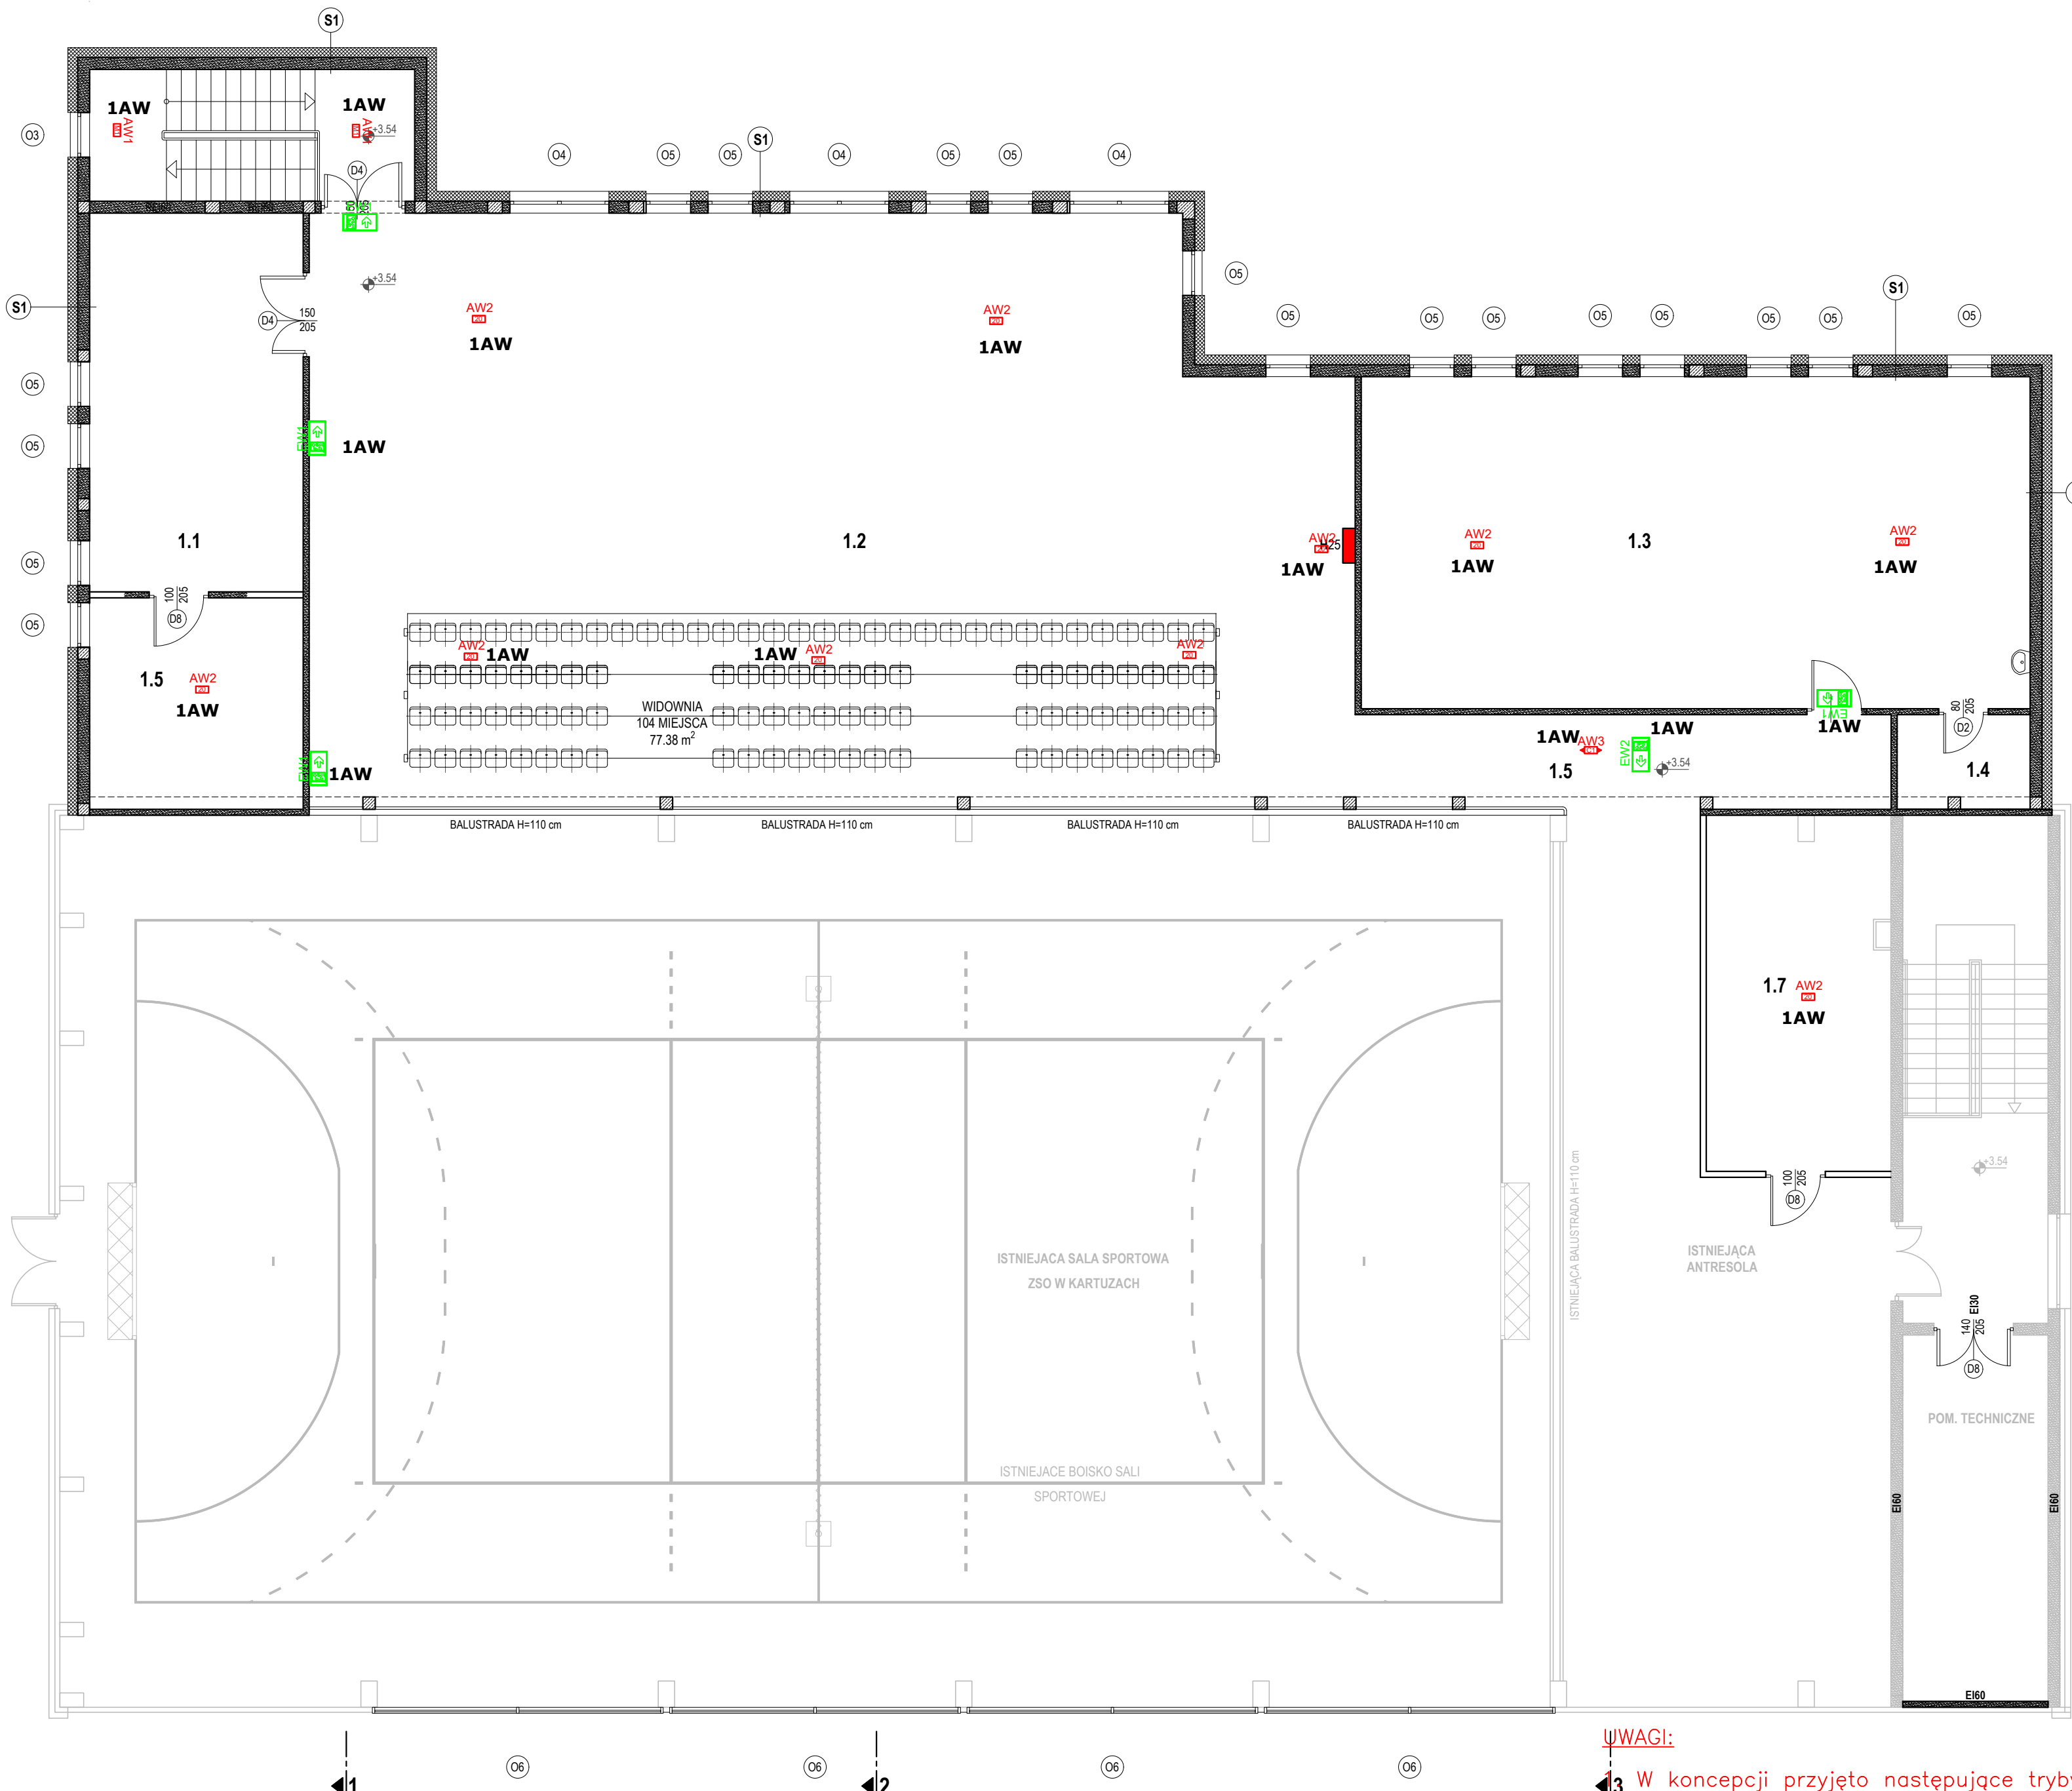 S1
1AW
AW1
1AW
+3.54
O3
D4
205
O4
O5
O5
S1
O4
O5
O5
O4
+3.54
S1
D4
150
205
AW2
1AW
AW2
1AW
O5
O5
O5
O5
O5
O5
O5
O5
S1
O5
O5
O5
O5
O5
1AW
1.1
1.2
1.3
AW2
H25
1AW
AW2
1AW
AW2
1AW
100
205
D8
1.5
AW2
1AW
AW2
1AW
1AW
AW2
AW2
WIDOWNIA
104 MIEJSCA
77.38 m²
1AW
1AW
AW3
1.5
EW2
1AW
+3.54
EW1
1AW
80
205
D2
1.4
BALUSTRADA H=110 cm
BALUSTRADA H=110 cm
BALUSTRADA H=110 cm
BALUSTRADA H=110 cm
1.7
AW2
1AW
100
205
D8
+3.54
ISTNIEJĄCA BALUSTRADA H=110 cm
ISTNIEJACA SALA SPORTOWA
ZSO W KARTUZACH
ISTNIEJĄCA
ANTRESOLA
140
205
EI30
D8
POM. TECHNICZNE
ISTNIEJACE BOISKO SALI
SPORTOWEJ
EI60
EI60
EI60
UWAGI:
1
O6
O6
2
O6
O6
3
W koncepcji przyjęto następujące